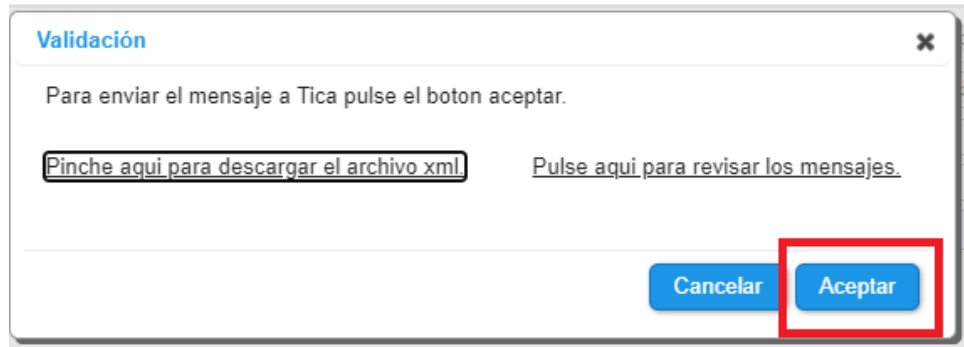 Validación
Para enviar el mensaje a Tica pulse el boton aceptar.
Pinche aqui para descargar el archivo xml. Pulse aqui para revisar los mensajes.
Cancelar Aceptar